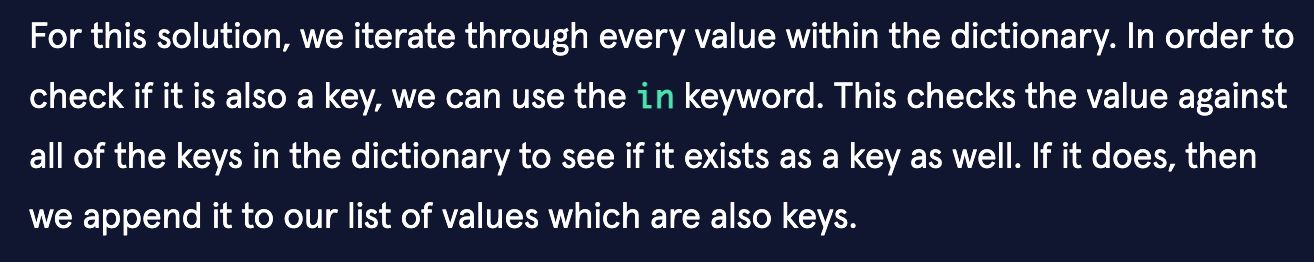 For this solution, we iterate through every value within the dictionary. In order to
check if it is also a key, we can use the in keyword. This checks the value against
all of the keys in the dictionary to see if it exists as a key as well. If it does, then
we append it to our list of values which are also keys.